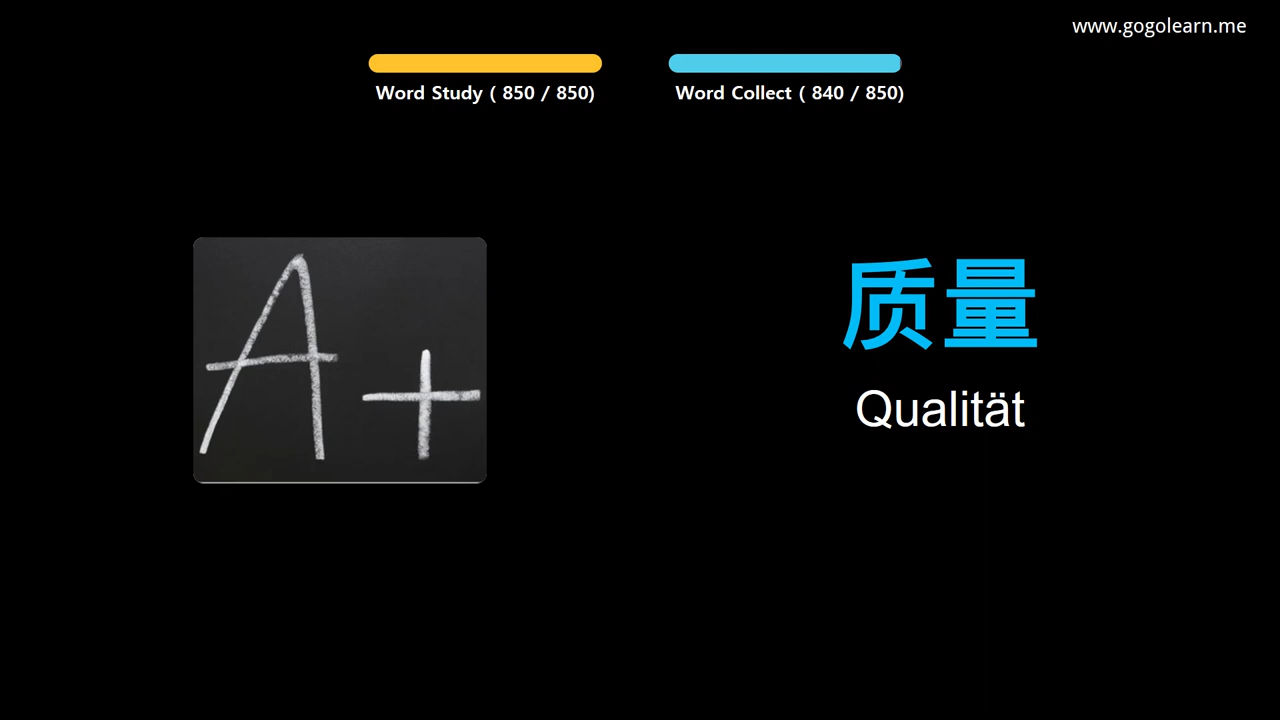 www.gogolearn.me
Word Study ( 850 / 850)
Word Collect ( 840 / 850)
A+
质量
Qualität